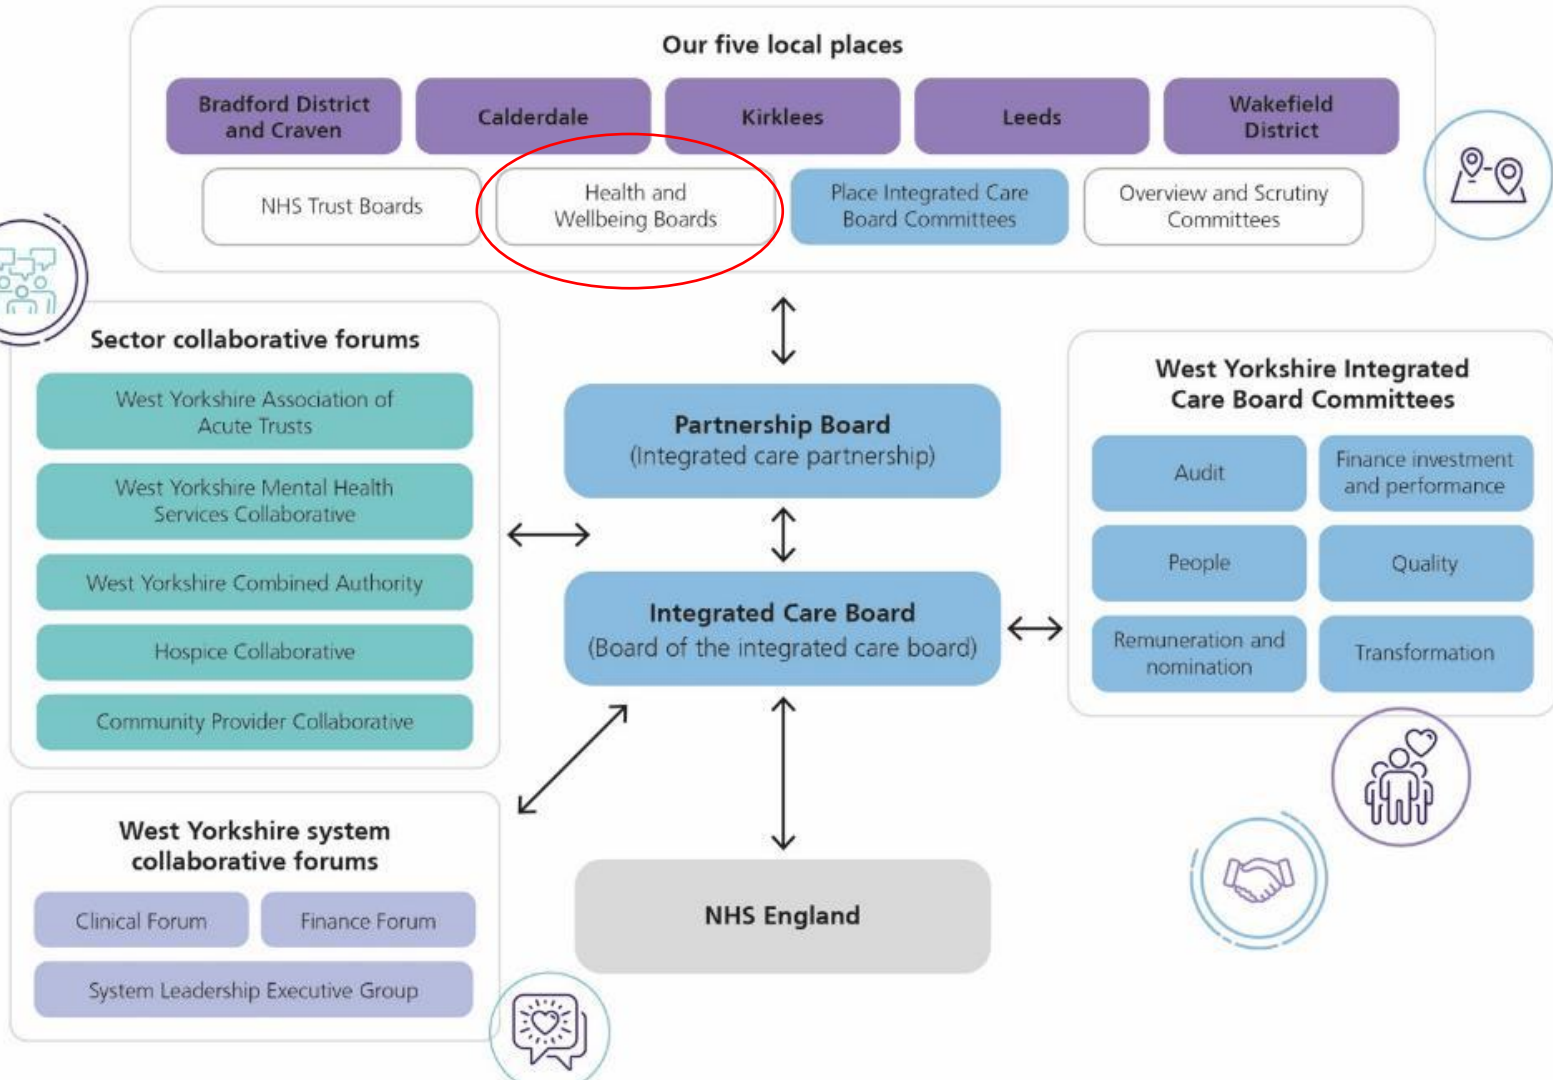 Our five local places
Bradford District
and Craven
Calderdale
Kirklees
Leeds
Wakefield
District
NHS Trust Boards
Health and
Wellbeing Boards
Place Integrated Care
Board Committees
Overview and Scrutiny
Committees
Sector collaborative forums
West Yorkshire Association of
Acute Trusts
West Yorkshire Mental Health
Services Collaborative
West Yorkshire Combined Authority
Hospice Collaborative
Community Provider Collaborative
Partnership Board
(Integrated care partnership)
Integrated Care Board
(Board of the integrated care board)
West Yorkshire Integrated
Care Board Committees
Audit
Finance investment
and performance
People
Quality
Remuneration and
nomination
Transformation
West Yorkshire system
collaborative forums
Clinical Forum
Finance Forum
System Leadership Executive Group
NHS England